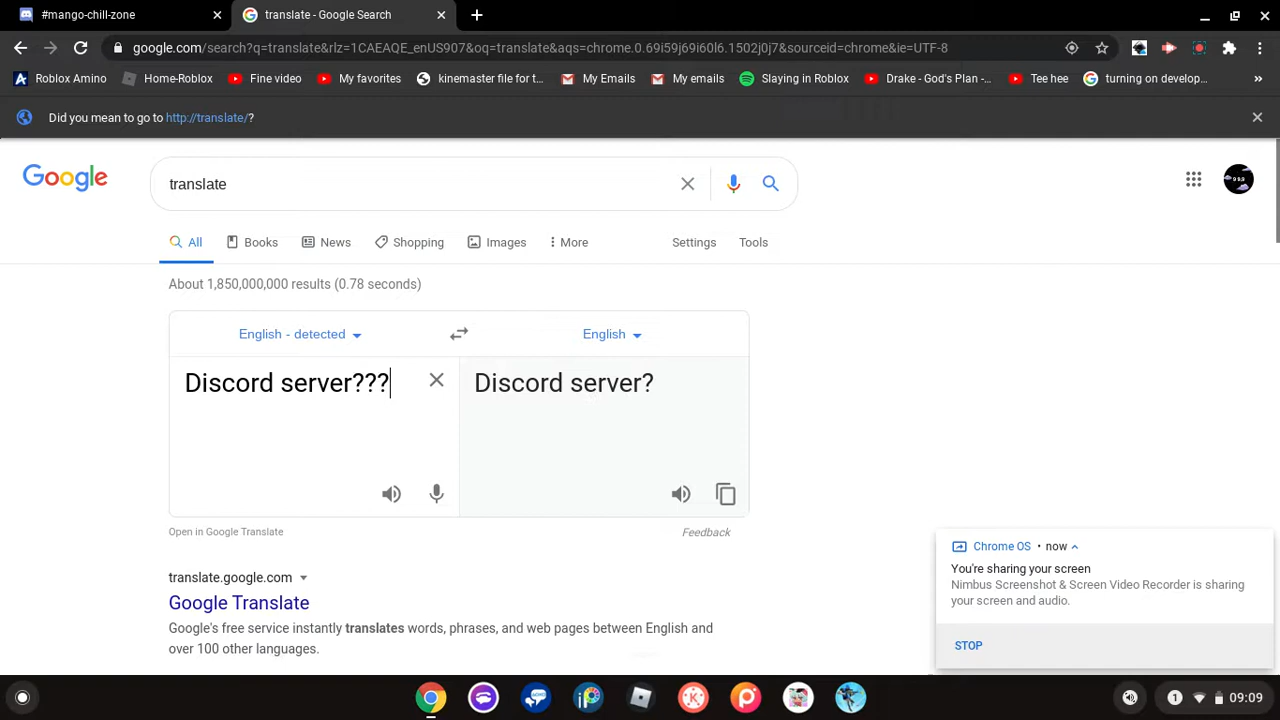 #mango-chill-zone
translate - Google Search
google.com/search?q=translate&rlz=1CAEAQE_enUS907&oq=translate&aqs=chrome.0.69i59j69i60l6.1502j0j7&sourceid=chrome&ie=UTF-8
Roblox Amino
Home-Roblox
Fine video
My favorites
kinemaster file for t...
My Emails
My emails
Slaying in Roblox
Drake - God's Plan -...
Tee hee
turning on develop...
Did you mean to go to http://translate/?
Google
translate
All
Books
News
Shopping
Images
More
Settings
Tools
About 1,850,000,000 results (0.78 seconds)
English - detected
English
Discord server???
Discord server?
Open in Google Translate
Feedback
translate.google.com
Google Translate
Google's free service instantly translates words, phrases, and web pages between English and
over 100 other languages.
Chrome OS • now
You're sharing your screen
Nimbus Screenshot & Screen Video Recorder is sharing
your screen and audio.
STOP
1
09:09